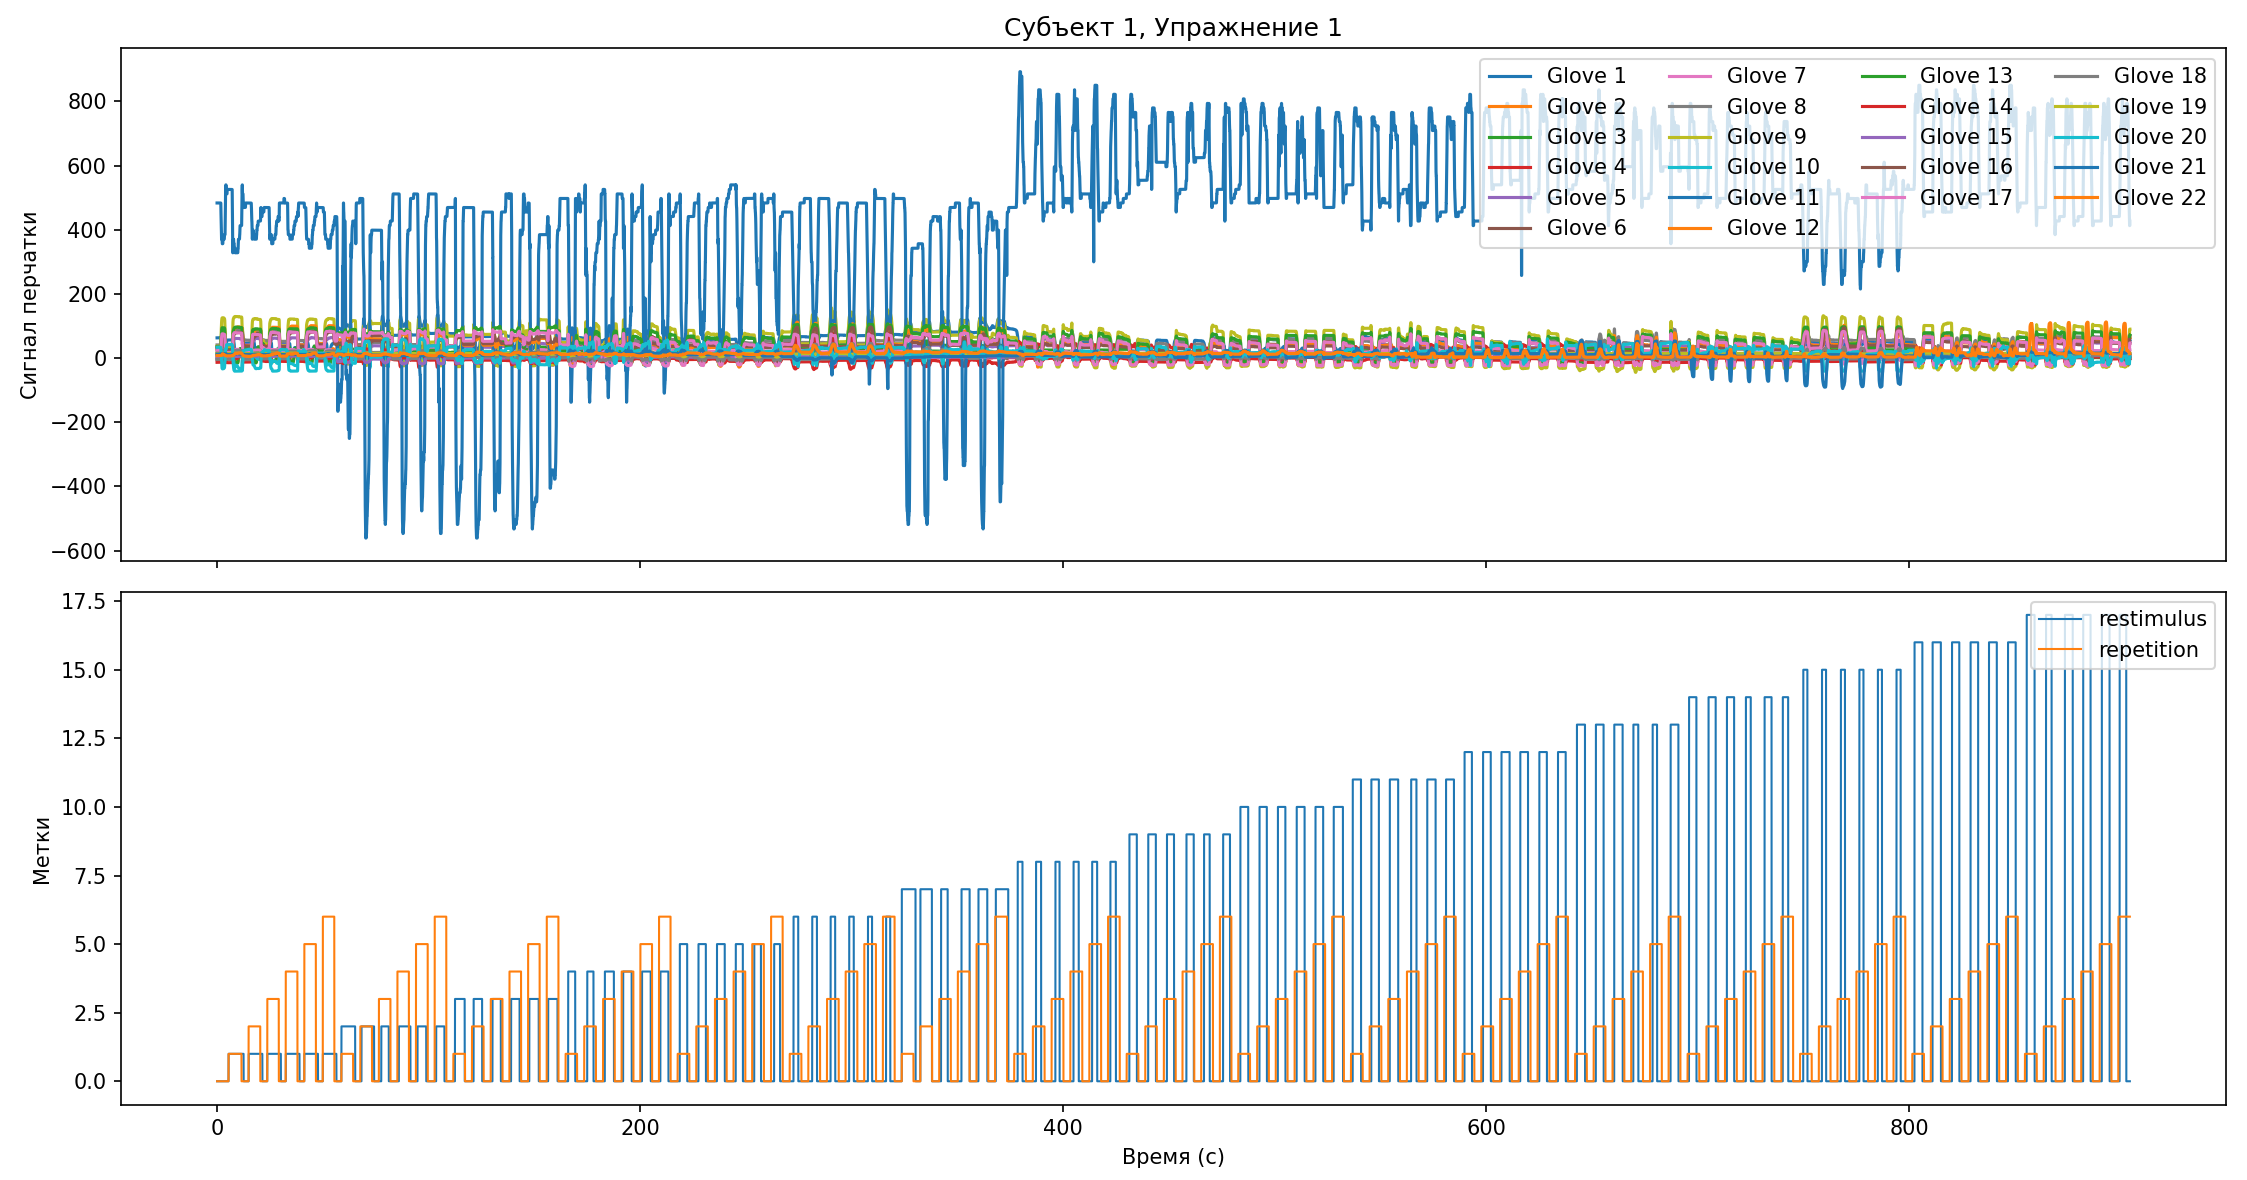 Субъект 1, Упражнение 1
Сигнал перчатки
800
600
400
200
0
−200
−400
−600
Glove 1
Glove 2
Glove 3
Glove 4
Glove 5
Glove 6
Glove 7
Glove 8
Glove 9
Glove 10
Glove 11
Glove 12
Glove 13
Glove 14
Glove 15
Glove 16
Glove 17
Glove 18
Glove 19
Glove 20
Glove 21
Glove 22
Метки
17.5
15.0
12.5
10.0
7.5
5.0
2.5
0.0
restimulus
repetition
0
200
400
600
800
Время (с)